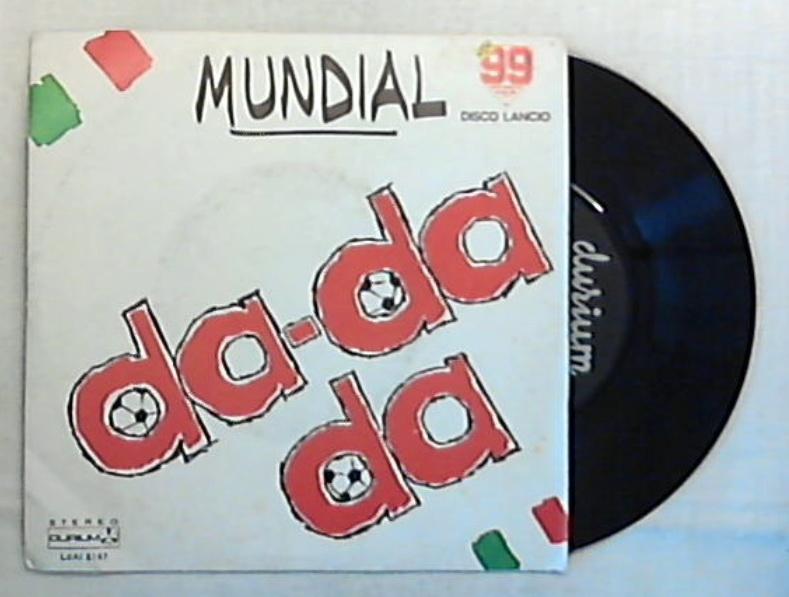 MUNDIAL
99
DISCO LANCIO
da-da
da
durium
STEREO
DURIUM